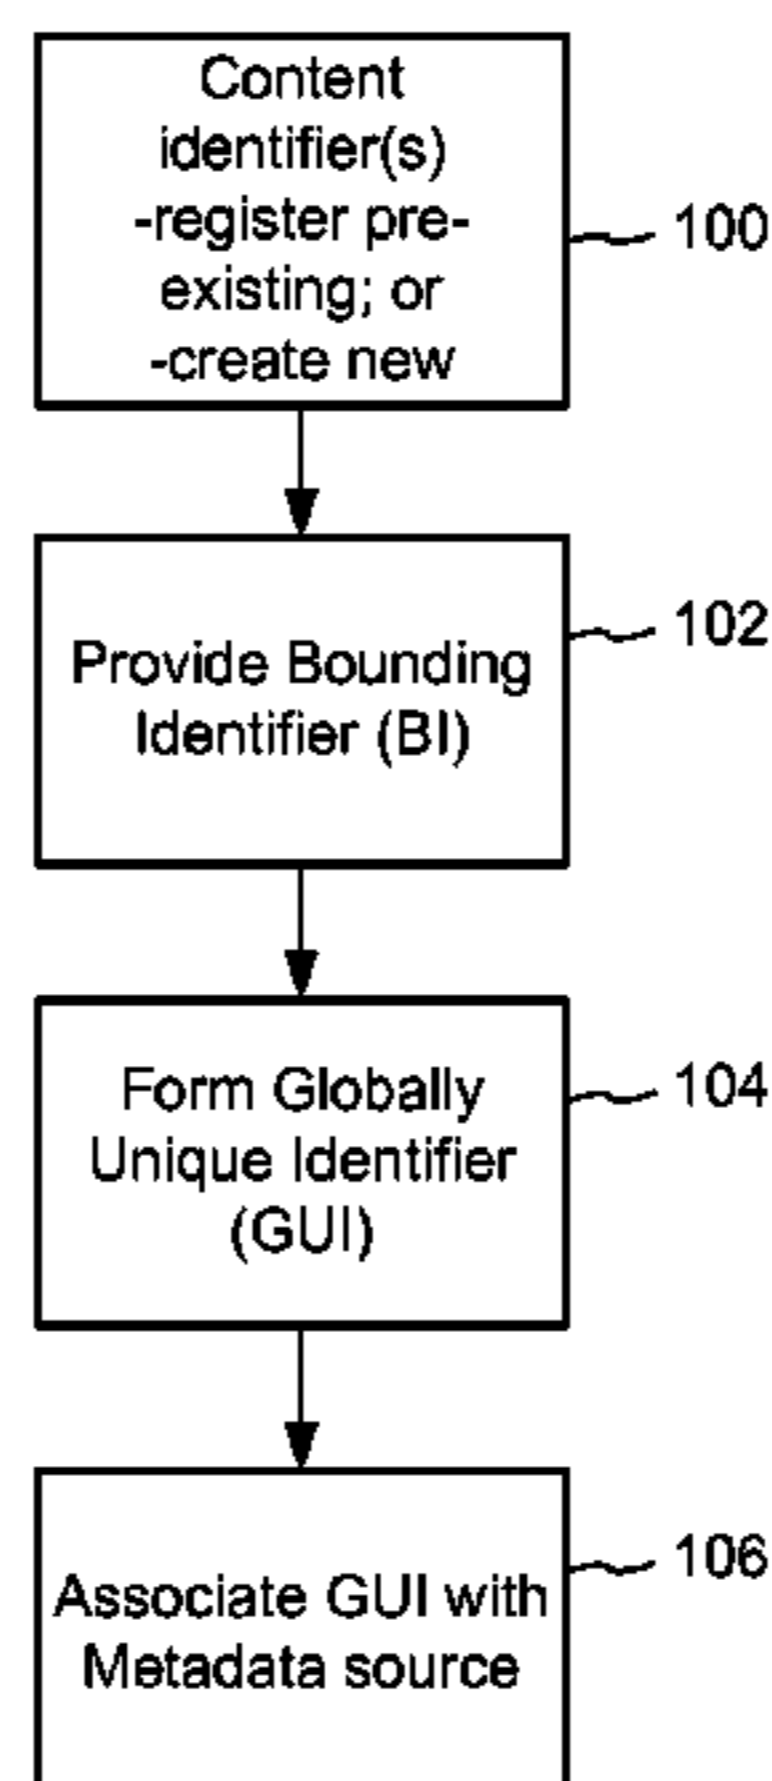 Content
identifier(s)
-register pre-
existing; or
-create new
100
Provide Bounding
Identifier (BI)
102
Form Globally
Unique Identifier
(GUI)
104
Associate GUI with
Metadata source
106